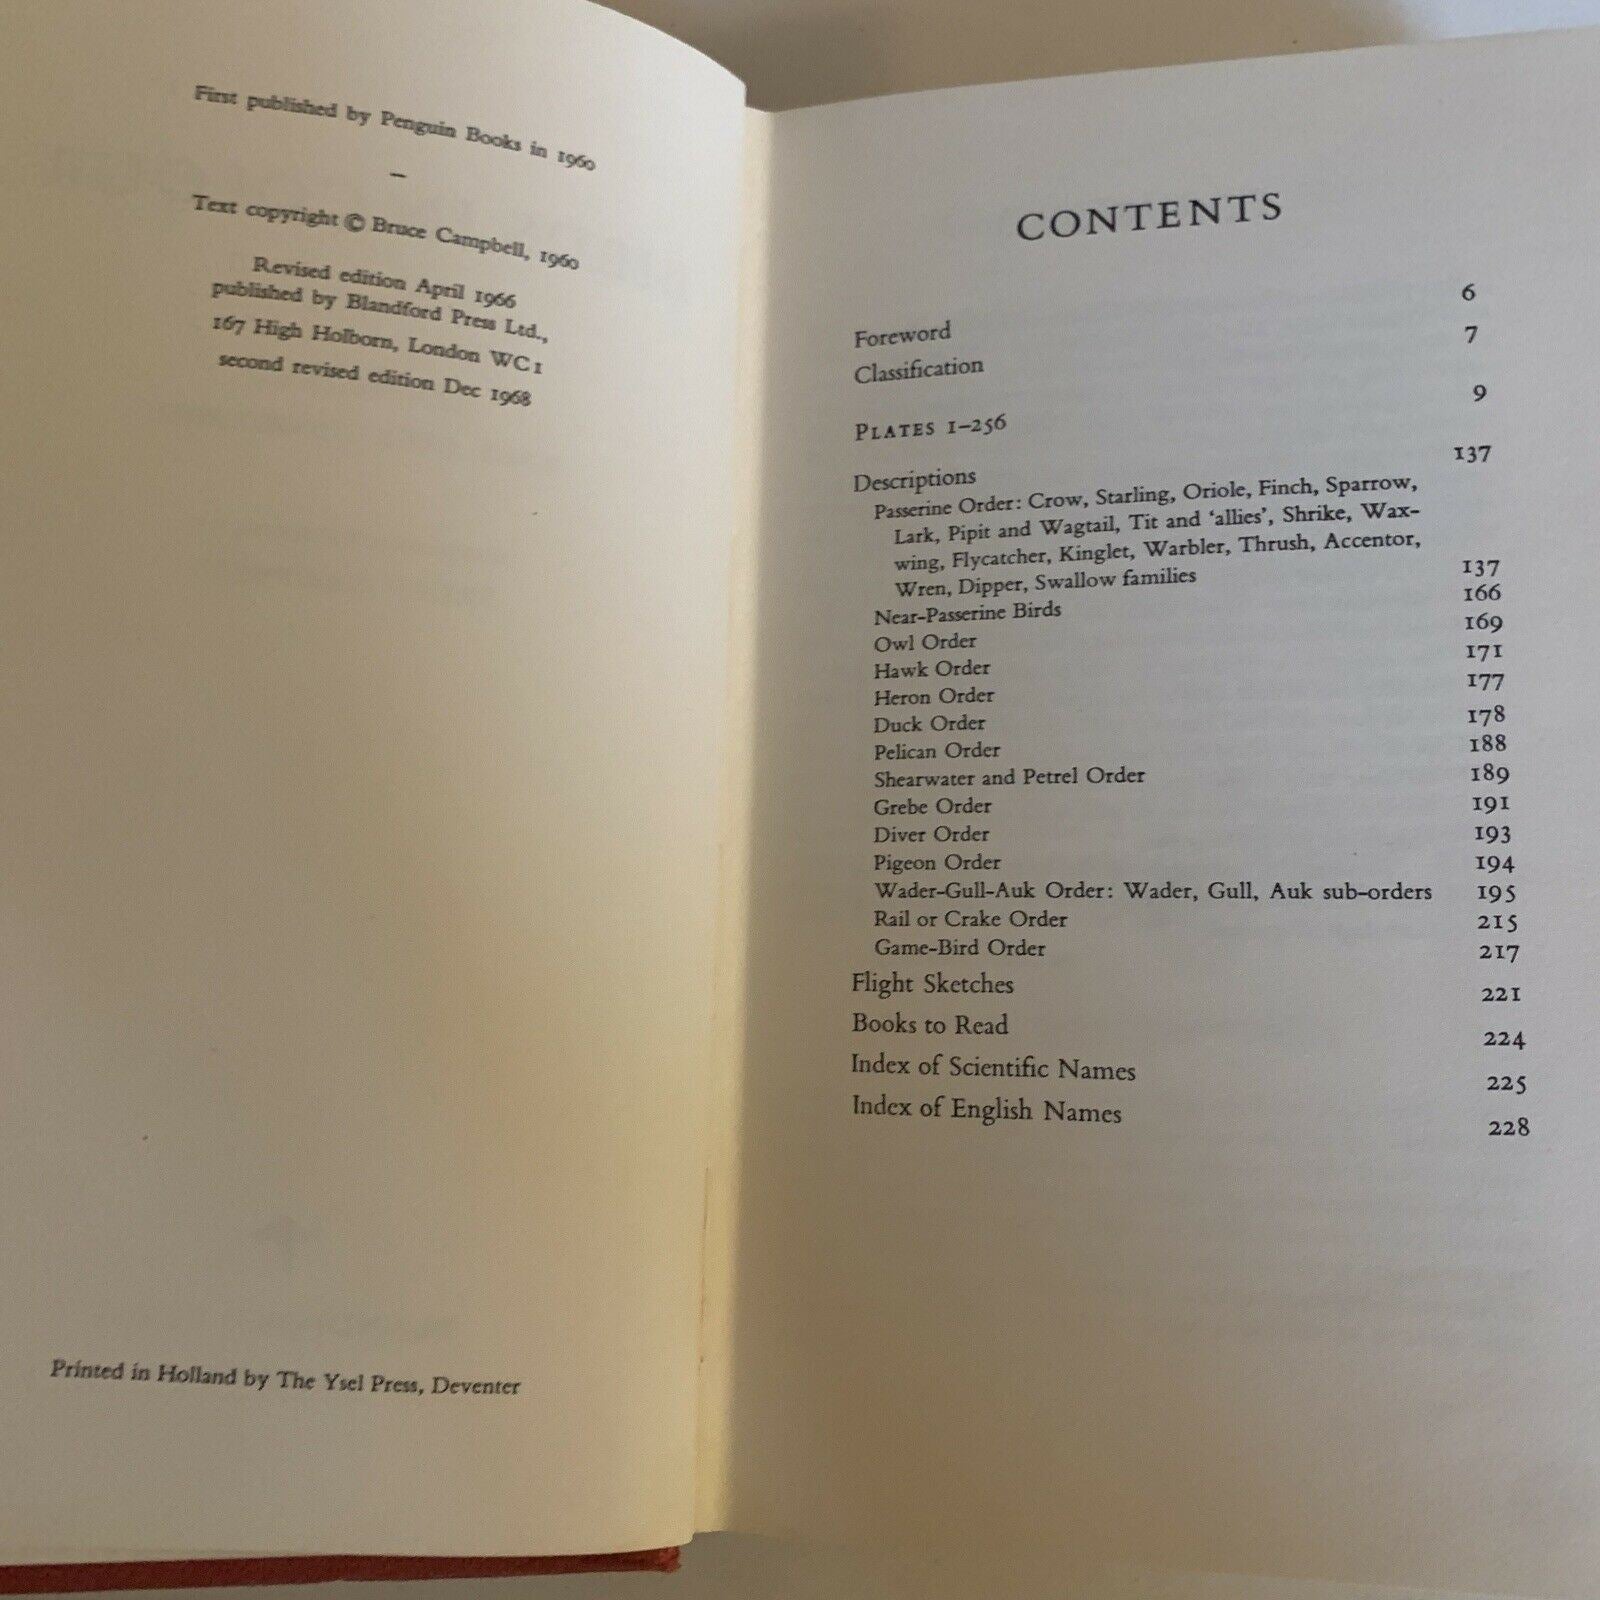 First published by Penguin Books in 1960
–
Text copyright © Bruce Campbell, 1960
Revised edition April 1966
published by Blandford Press Ltd.,
167 High Holborn, London WC1
second revised edition Dec 1968
Printed in Holland by The Ysel Press, Deventer
CONTENTS
Foreword 6
Classification 7
PLATES 1–256 9
Descriptions 137
Passerine Order: Crow, Starling, Oriole, Finch, Sparrow,
Lark, Pipit and Wagtail, Tit and ‘allies’, Shrike, Wax-
wing, Flycatcher, Kinglet, Warbler, Thrush, Accentor,
Wren, Dipper, Swallow families 137
Near-Passerine Birds 166
Owl Order 169
Hawk Order 171
Heron Order 177
Duck Order 178
Pelican Order 188
Shearwater and Petrel Order 189
Grebe Order 191
Diver Order 193
Pigeon Order 194
Wader-Gull-Auk Order: Wader, Gull, Auk sub-orders 195
Rail or Crake Order 215
Game-Bird Order 217
Flight Sketches 221
Books to Read 224
Index of Scientific Names 225
Index of English Names 228